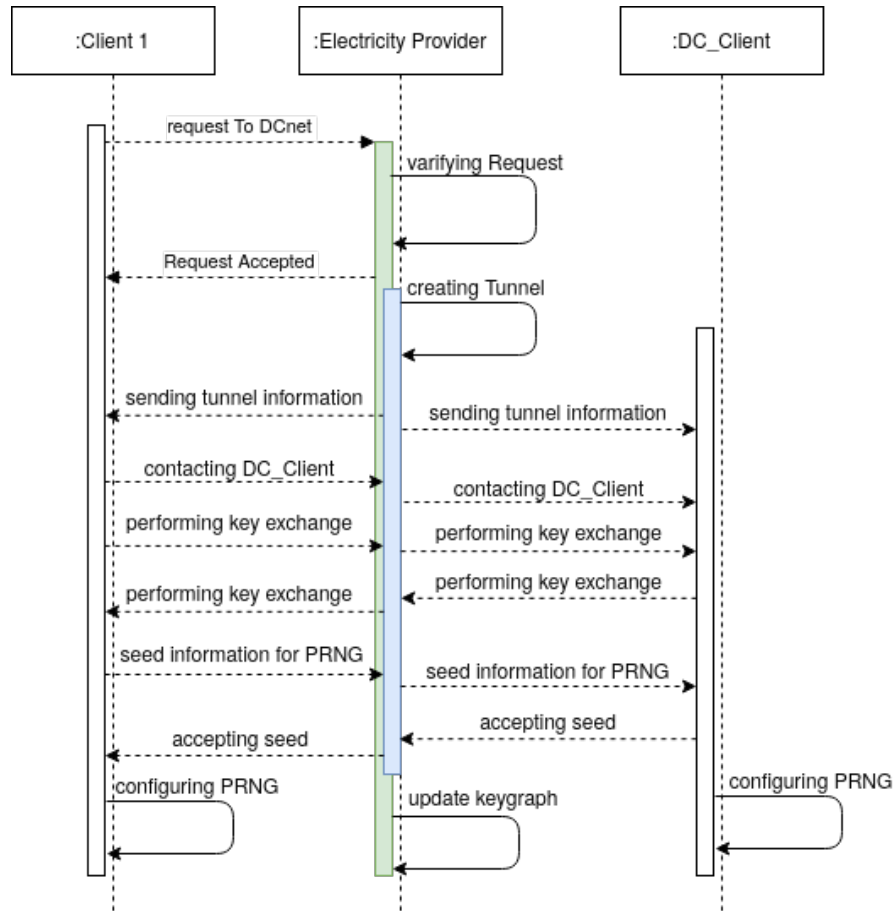 :Client 1
:Electricity Provider
:DC_Client
request To DCnet
varifying Request
Request Accepted
creating Tunnel
sending tunnel information
sending tunnel information
contacting DC_Client
contacting DC_Client
performing key exchange
performing key exchange
performing key exchange
performing key exchange
seed information for PRNG
seed information for PRNG
accepting seed
accepting seed
configuring PRNG
configuring PRNG
update keygraph